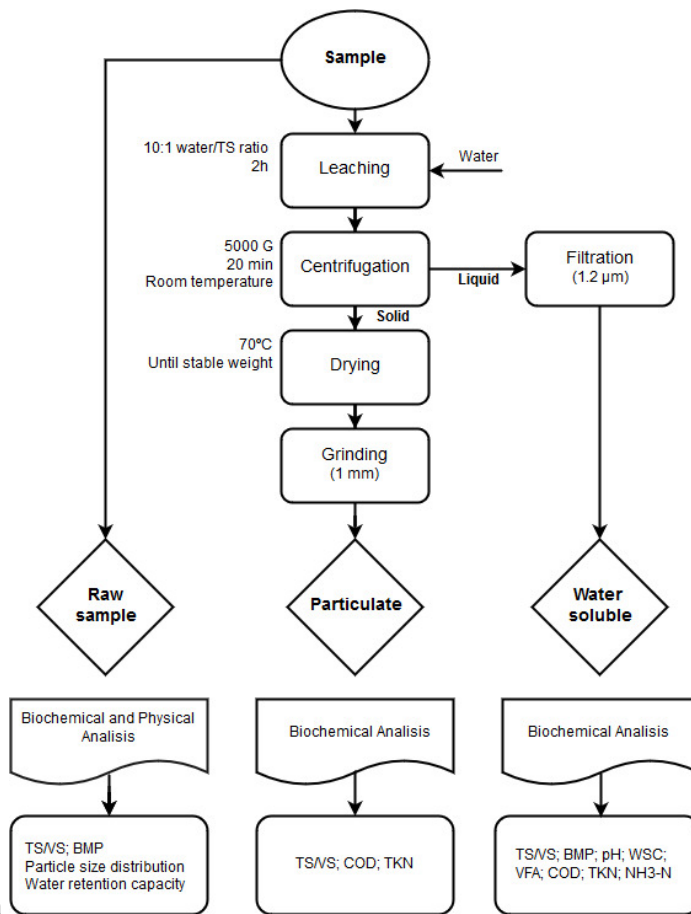 Sample
10:1 water/TS ratio
2h
Leaching
Water
5000 G
20 min
Room temperature
Centrifugation
Liquid
Filtration
(1.2 µm)
Solid
70ºC
Until stable weight
Drying
Grinding
(1 mm)
Raw
sample
Particulate
Water
soluble
Biochemical and Physical
Analisis
Biochemical Analisis
Biochemical Analisis
TS/VS; BMP
Particle size distribution
Water retention capacity
TS/VS; COD; TKN
TS/VS; BMP; pH; WSC;
VFA; COD; TKN; NH3-N